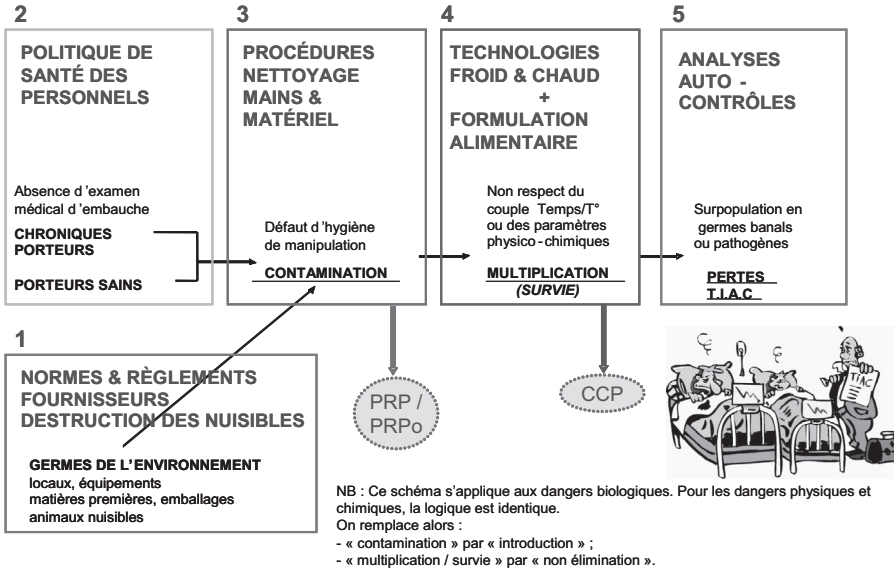 2
POLITIQUE DE
SANTÉ DES
PERSONNELS
Absence d'examen
médical d'embauche
CHRONIQUES
PORTEURS
PORTEURS SAINS
3
PROCÉDURES
NETTOYAGE
MAINS &
MATÉRIEL
Défaut d'hygiène
de manipulation
CONTAMINATION
4
TECHNOLOGIES
FROID & CHAUD
+
FORMULATION
ALIMENTAIRE
Non respect du
couple Temps/T°
ou des paramètres
physico-chimiques
MULTIPLICATION
(SURVIE)
5
ANALYSES
AUTO -
CONTRÔLES
Surpopulation en
germes banals
ou pathogènes
PERTES
T.I.A.C
1
NORMES & RÈGLEMENTS
FOURNISSEURS
DESTRUCTION DES NUISIBLES
GERMES DE L'ENVIRONNEMENT
locaux, équipements
matières premières, emballages
animaux nuisibles
PRP /
PRPo
CCP
TIAC
NB : Ce schéma s'applique aux dangers biologiques. Pour les dangers physiques et
chimiques, la logique est identique.
On remplace alors :
- « contamination » par « introduction » ;
- « multiplication / survie » par « non élimination ».